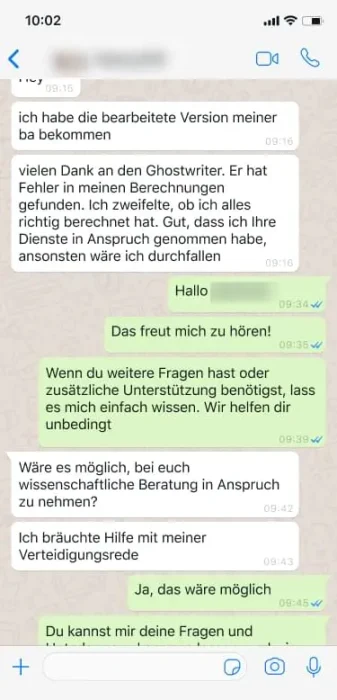 10:02
Hey
09:15
ich habe die bearbeitete Version meiner
ba bekommen
09:16
vielen Dank an den Ghostwriter. Er hat
Fehler in meinen Berechnungen
gefunden. Ich zweifelte, ob ich alles
richtig berechnet hat. Gut, dass ich Ihre
Dienste in Anspruch genommen habe,
ansonsten wäre ich durchfallen
09:16
Hallo
09:34
Das freut mich zu hören!
09:35
Wenn du weitere Fragen hast oder
zusätzliche Unterstützung benötigst, lass
es mich einfach wissen. Wir helfen dir
unbedingt
09:39
Wäre es möglich, bei euch
wissenschaftliche Beratung in Anspruch
zu nehmen?
09:42
Ich bräuchte Hilfe mit meiner
Verteidigungsrede
09:43
Ja, das wäre möglich
09:45
Du kannst mir deine Fragen und